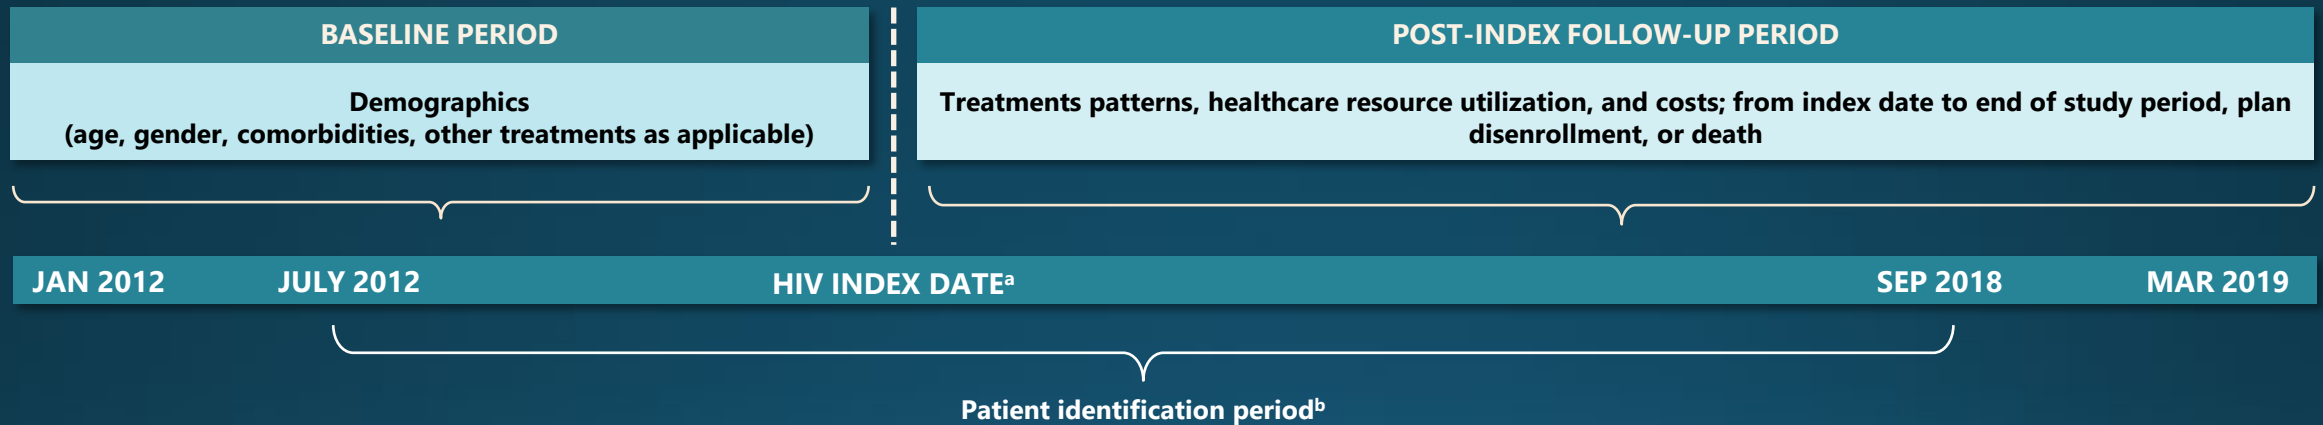 BASELINE PERIOD
Demographics
(age, gender, comorbidities, other treatments as applicable)
POST-INDEX FOLLOW-UP PERIOD
Treatments patterns, healthcare resource utilization, and costs; from index date to end of study period, plan
disenrollment, or death
JAN 2012
JULY 2012
HIV INDEX DATEᵃ
SEP 2018
MAR 2019
Patient identification periodᵇ